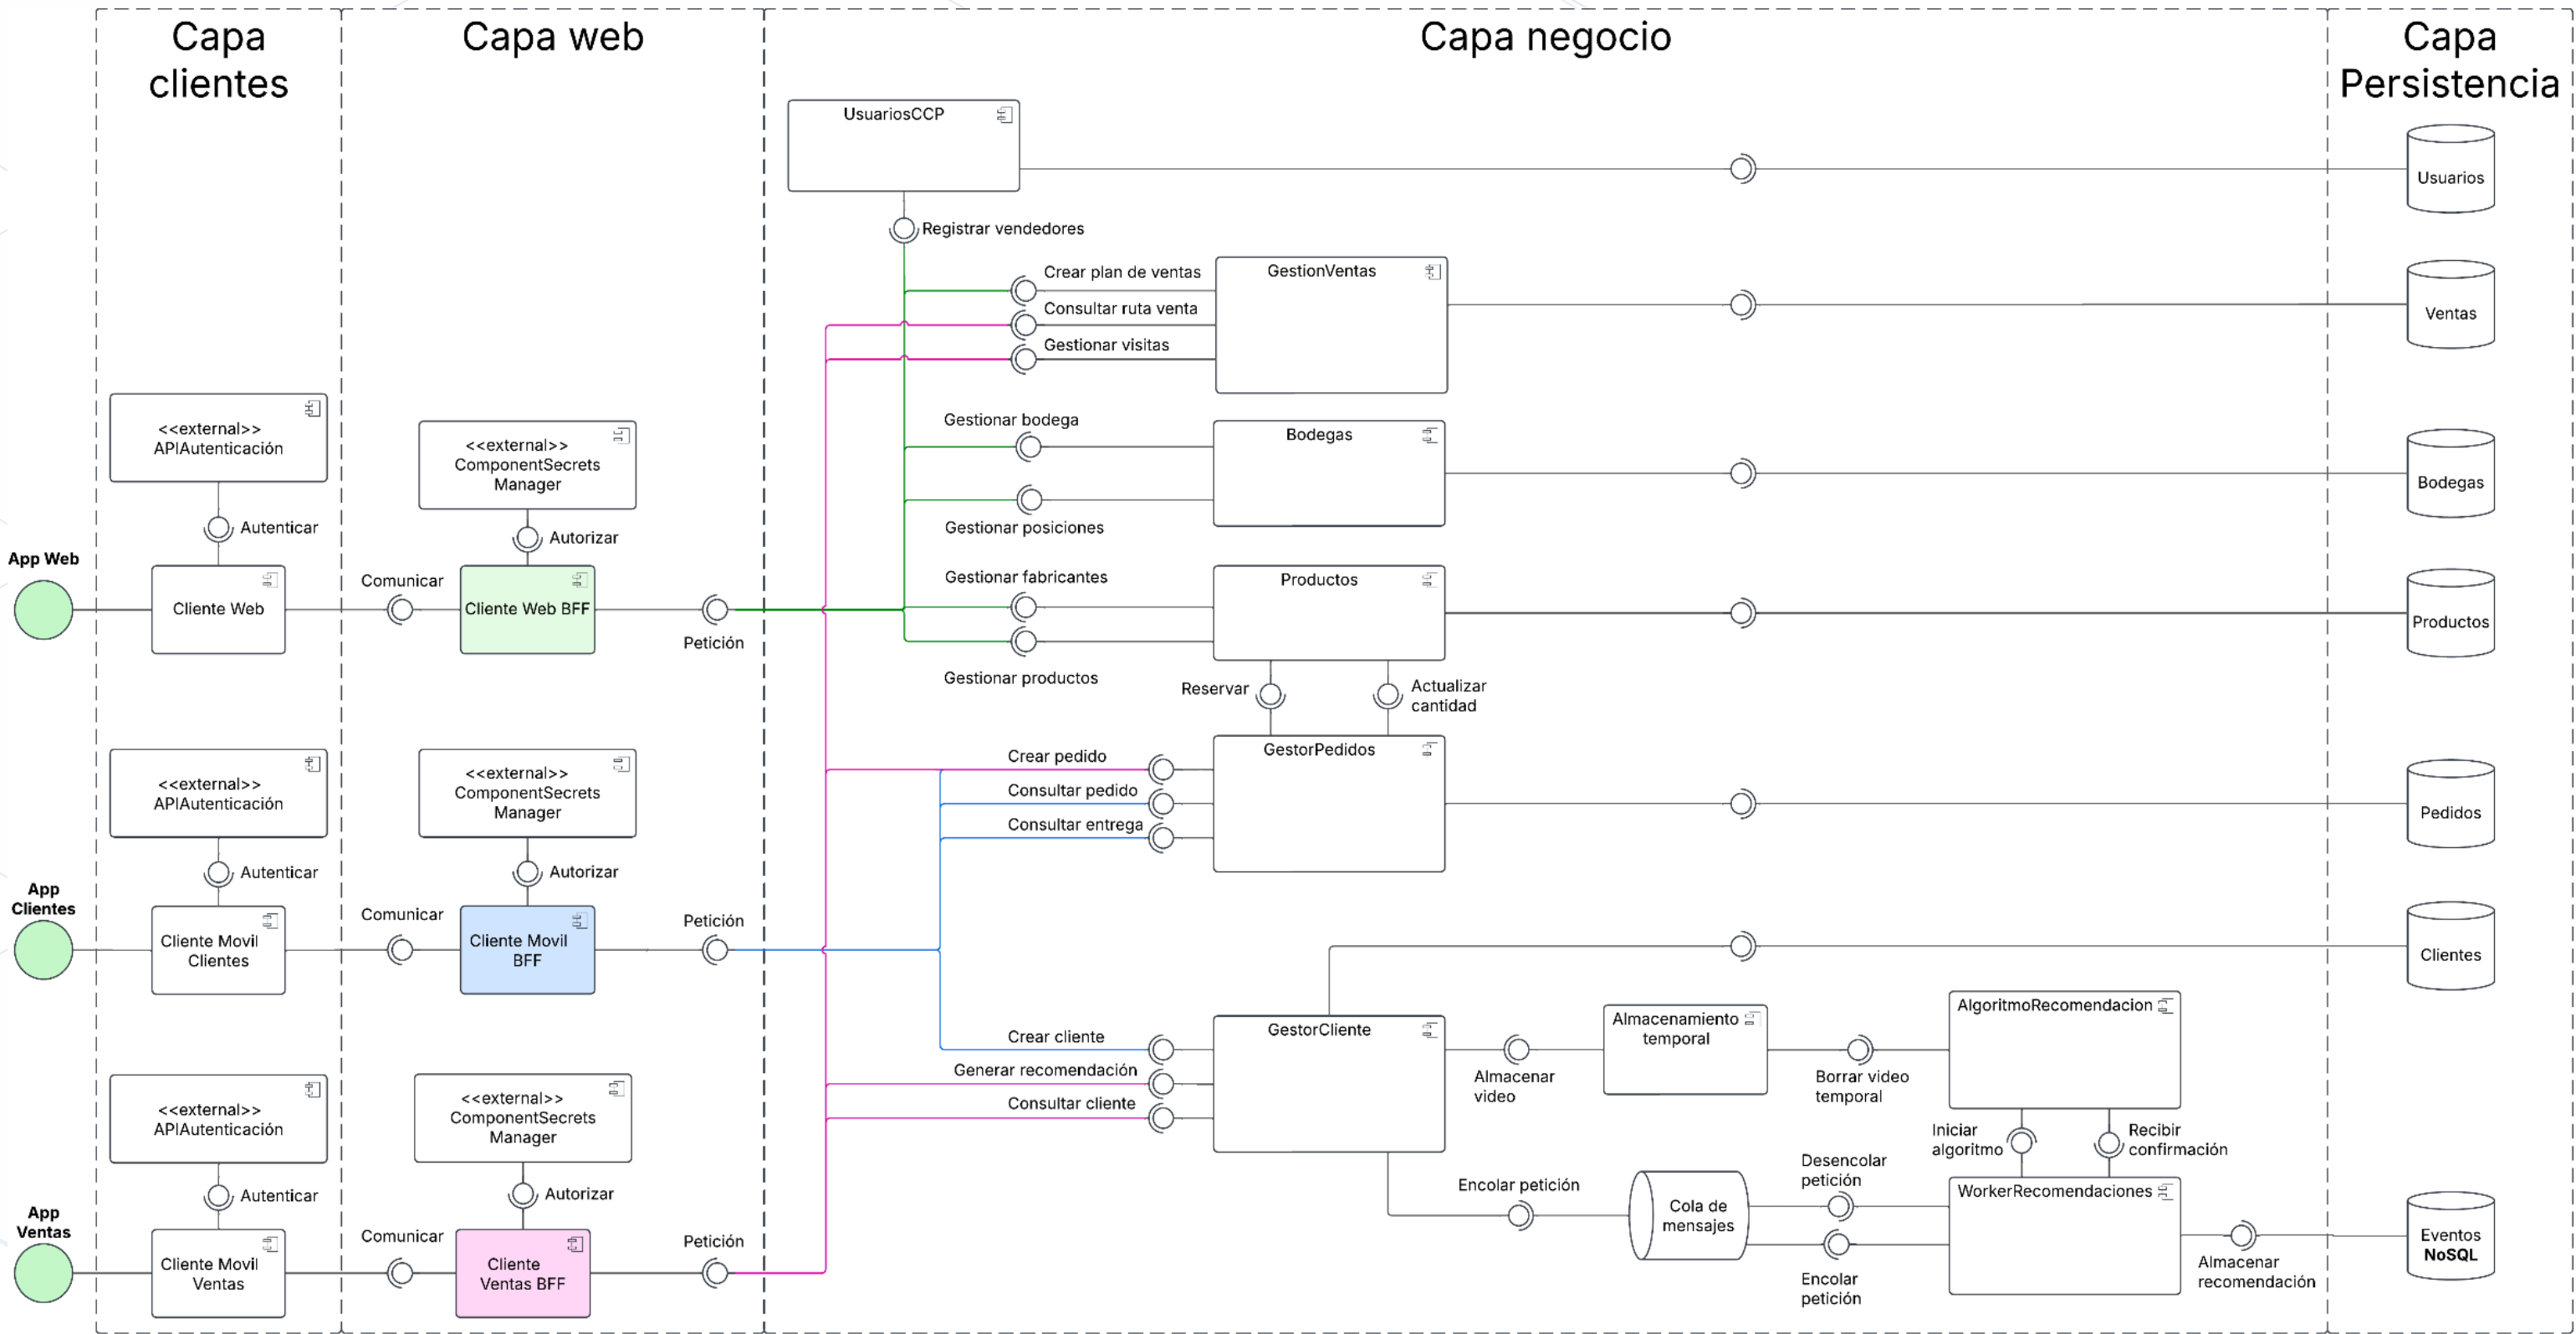 Capa
clientes
Capa web
Capa negocio
Capa
Persistencia
UsuariosCCP
Usuarios
Registrar vendedores
Crear plan de ventas
Consultar ruta venta
Gestionar visitas
GestionVentas
Ventas
<<external>>
APIAutenticación
Autenticar
<<external>>
ComponentSecrets
Manager
Autorizar
Gestionar bodega
Gestionar posiciones
Bodegas
Bodegas
App Web
Cliente Web
Comunicar
Cliente Web BFF
Petición
Gestionar fabricantes
Gestionar productos
Productos
Productos
Reservar
Actualizar
cantidad
<<external>>
APIAutenticación
Autenticar
<<external>>
ComponentSecrets
Manager
Autorizar
Crear pedido
Consultar pedido
Consultar entrega
GestorPedidos
Pedidos
App
Clientes
Cliente Movil
Clientes
Comunicar
Cliente Movil
BFF
Petición
Clientes
Crear cliente
Generar recomendación
Consultar cliente
GestorCliente
Almacenar
video
Almacenamiento
temporal
Borrar video
temporal
AlgoritmoRecomendacion
Iniciar
algoritmo
Recibir
confirmación
<<external>>
APIAutenticación
Autenticar
<<external>>
ComponentSecrets
Manager
Autorizar
App
Ventas
Cliente Movil
Ventas
Comunicar
Cliente
Ventas BFF
Petición
Encolar petición
Cola de
mensajes
Desencolar
petición
Encolar
petición
WorkerRecomendaciones
Almacenar
recomendación
Eventos
NoSQL